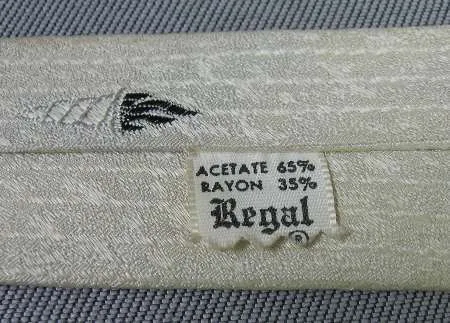 ACETATE 65%
RAYON 35%
Regal
®